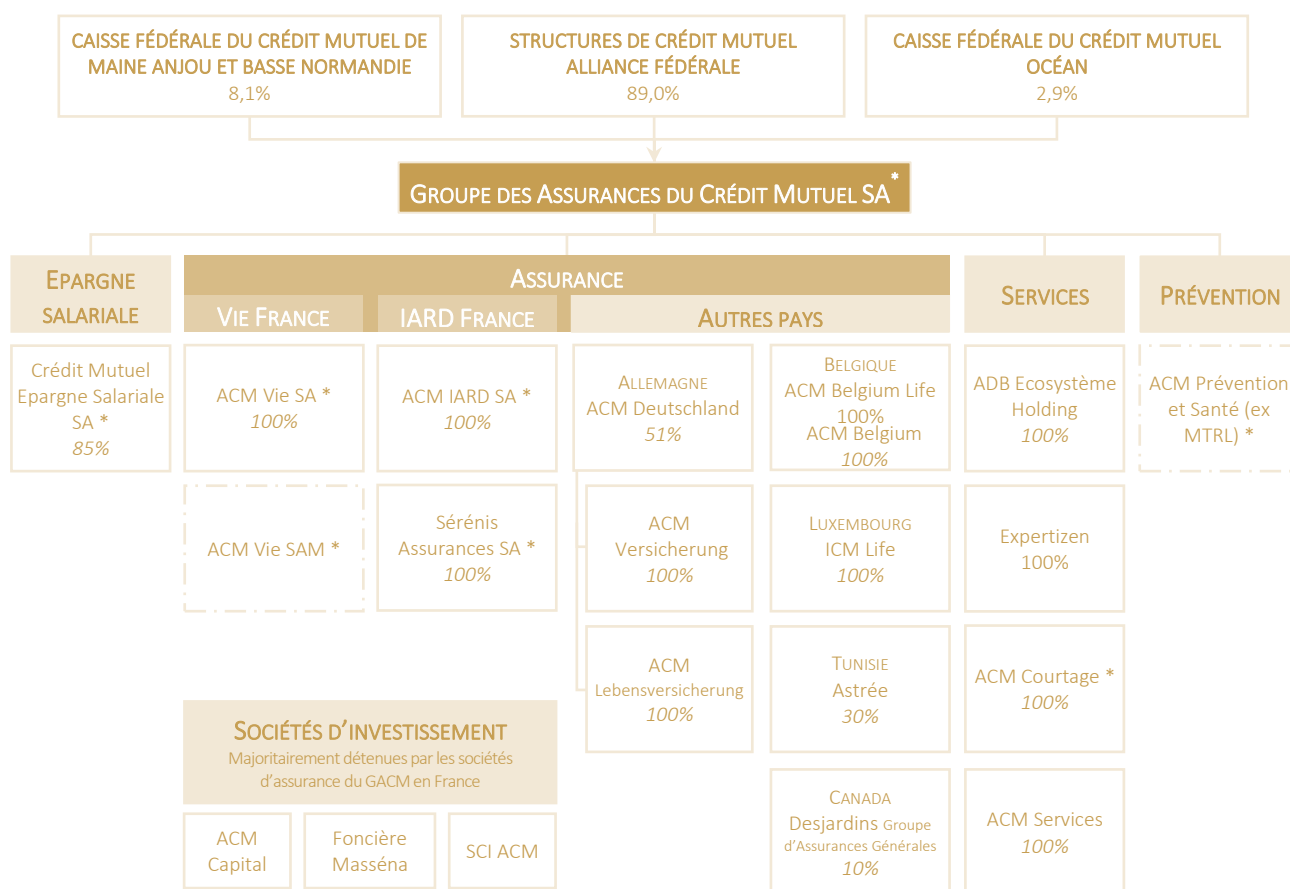 CAISSE FÉDÉRALE DU CRÉDIT MUTUEL DE
MAINE ANJOU ET BASSE NORMANDIE
8,1%
STRUCTURES DE CRÉDIT MUTUEL
ALLIANCE FÉDÉRALE
89,0%
CAISSE FÉDÉRALE DU CRÉDIT MUTUEL
OCÉAN
2,9%
GROUPE DES ASSURANCES DU CRÉDIT MUTUEL SA*
EPARGNE
SALARIALE
ASSURANCE
VIE FRANCE
IARD FRANCE
AUTRES PAYS
SERVICES
PRÉVENTION
Crédit Mutuel
Epargne Salariale
SA *
85%
ACM Vie SA *
100%
ACM IARD SA *
100%
ALLEMAGNE
ACM Deutschland
51%
BELGIQUE
ACM Belgium Life
100%
ACM Belgium
100%
ADB Ecosystème
Holding
100%
ACM Prévention
et Santé (ex
MTRL) *
ACM Vie SAM *
Sérénis
Assurances SA *
100%
ACM
Versicherung
100%
LUXEMBOURG
ICM Life
100%
Expertizen
100%
ACM
Lebensversicherung
100%
TUNISIE
Astrée
30%
ACM Courtage *
100%
SOCIÉTÉS D'INVESTISSEMENT
Majoritairement détenues par les sociétés
d'assurance du GACM en France
ACM
Capital
Foncière
Masséna
SCI ACM
CANADA
Desjardins Groupe
d'Assurances Générales
10%
ACM Services
100%